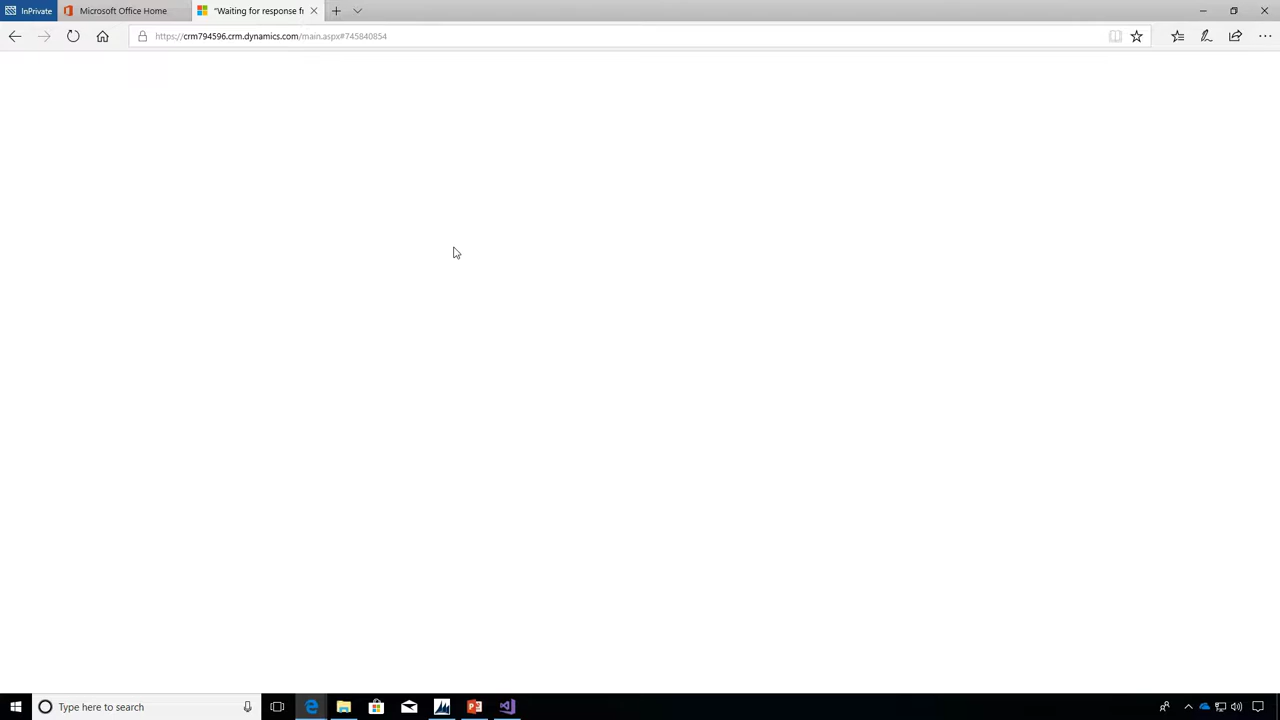 InPrivate
Microsoft Office Home
"Waiting for response fr
https://crm794596.crm.dynamics.com/main.aspx#745840854
Type here to search